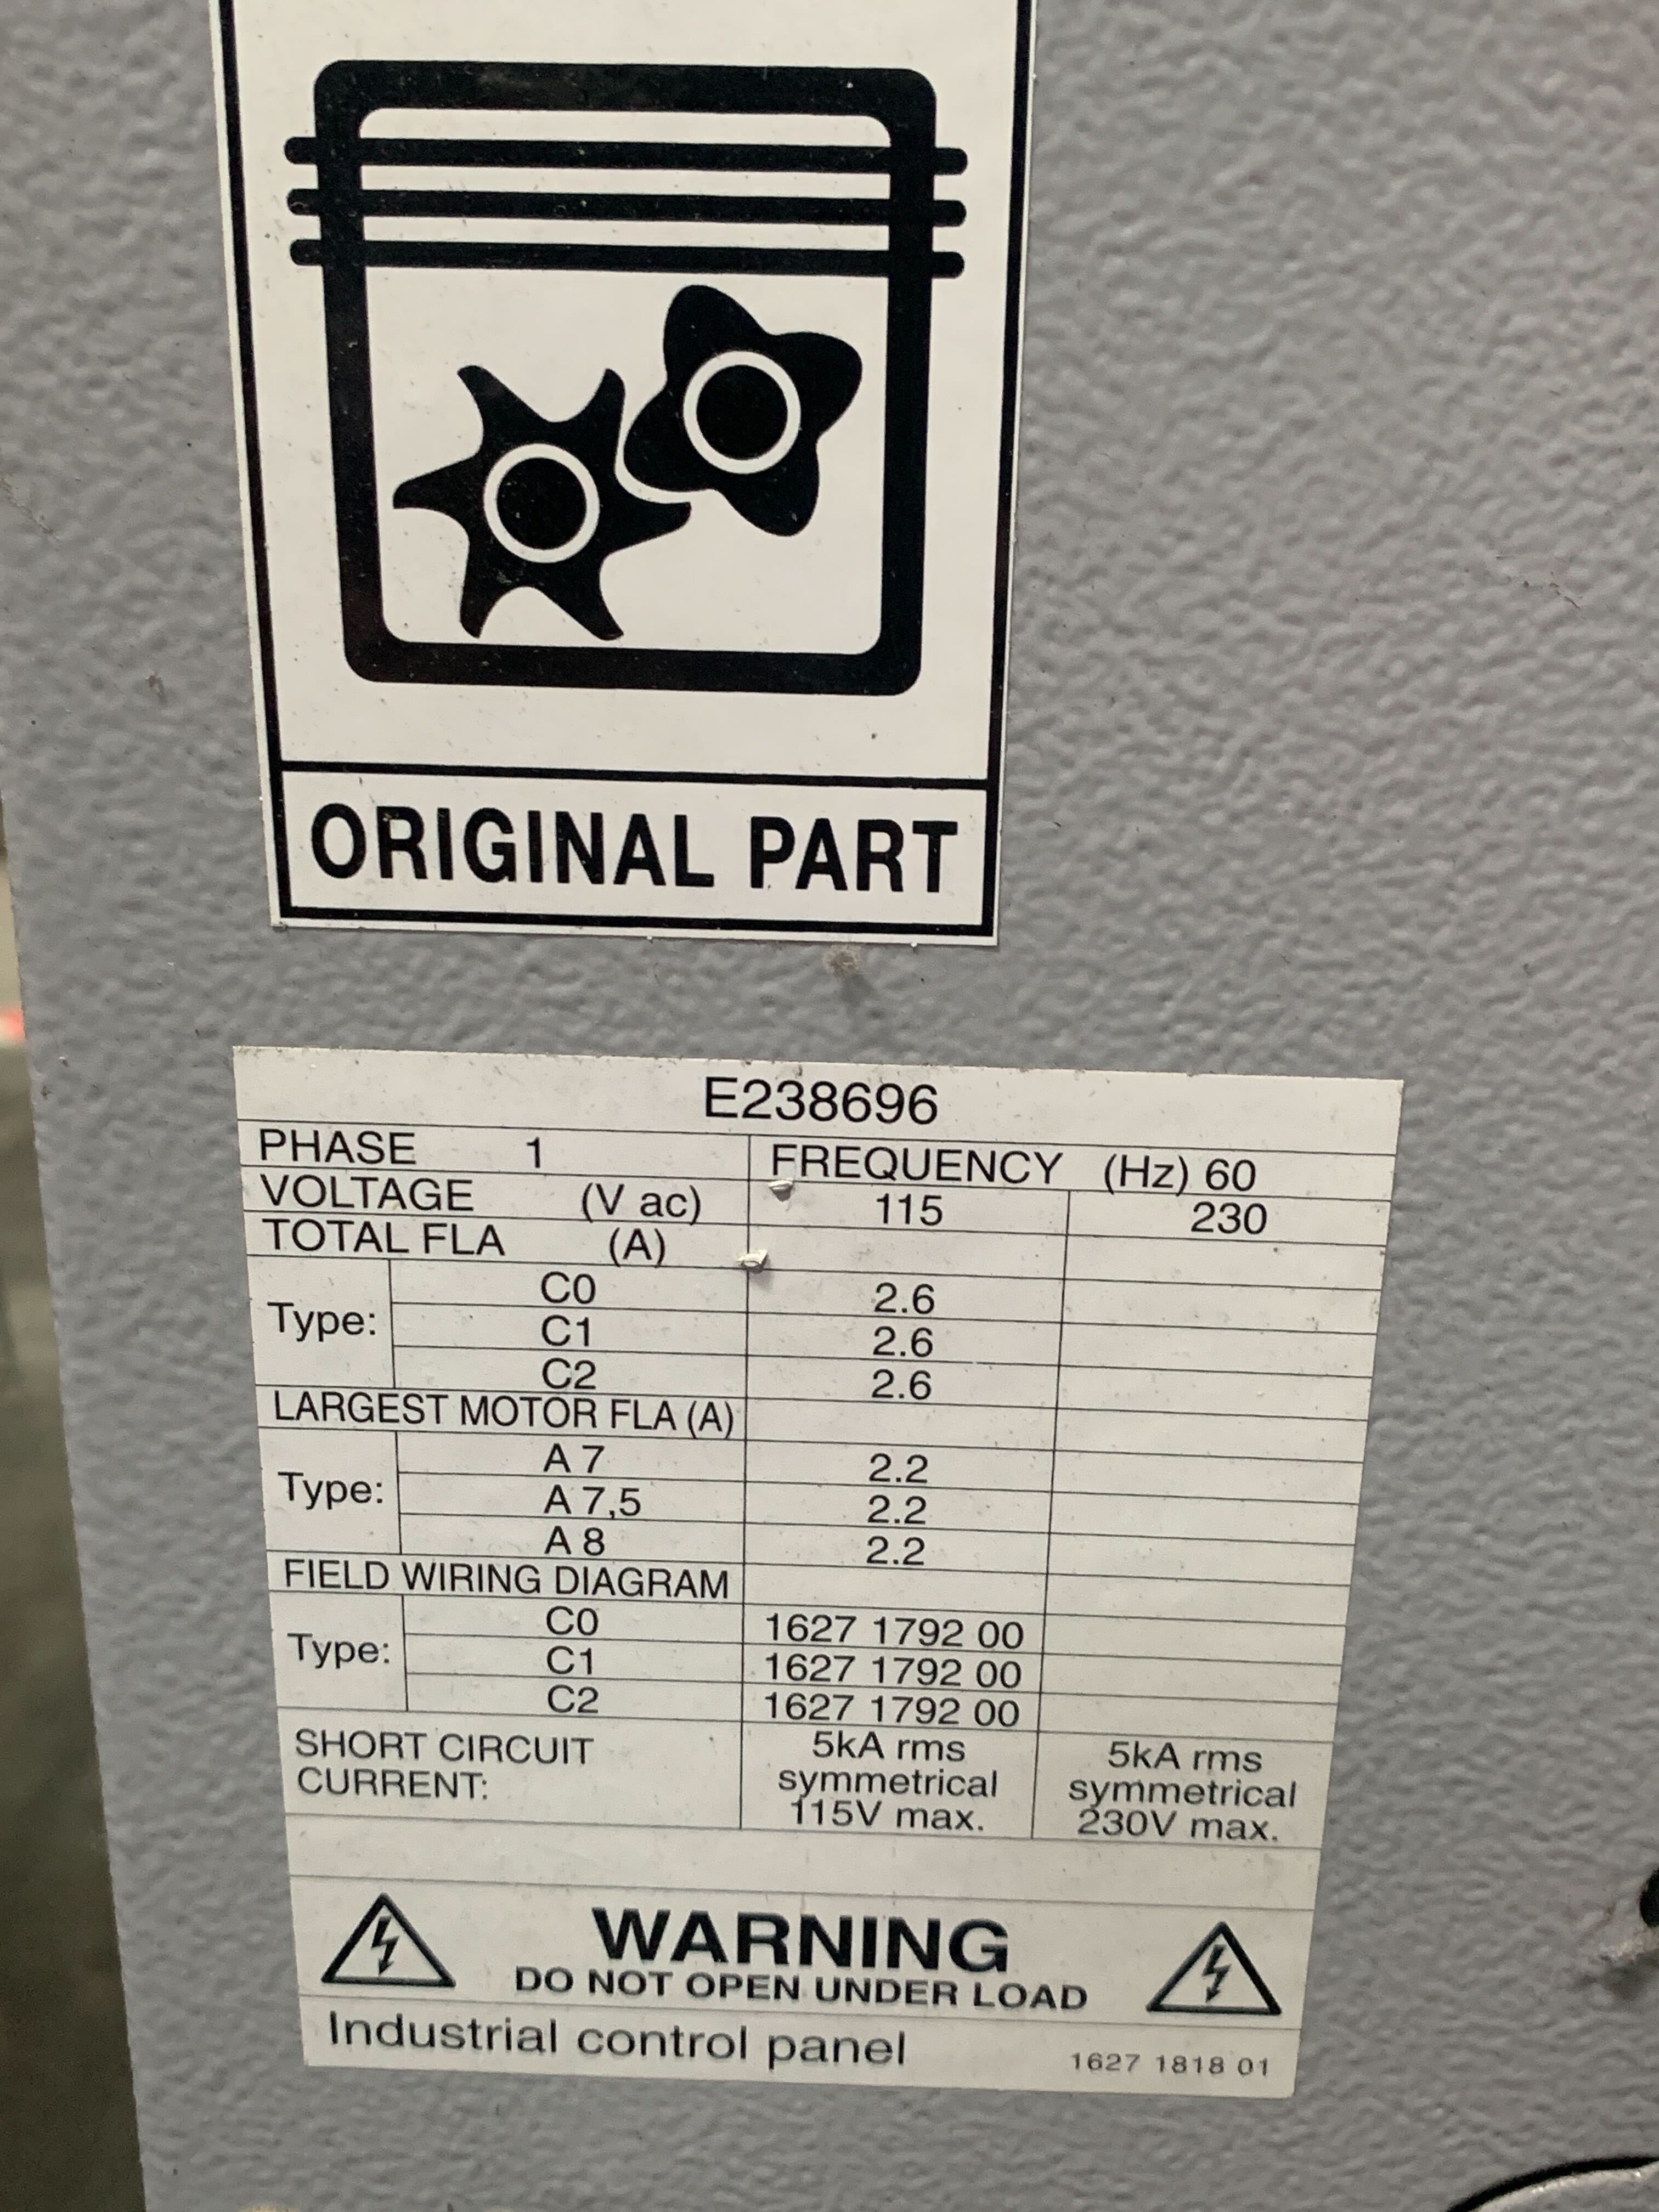 ORIGINAL PART
E238696
PHASE 1 FREQUENCY (Hz) 60
VOLTAGE (V ac) 115 230
TOTAL FLA (A)
Type:
C0 2.6
C1 2.6
C2 2.6
LARGEST MOTOR FLA (A)
Type:
A 7 2.2
A 7,5 2.2
A 8 2.2
FIELD WIRING DIAGRAM
Type:
C0 1627 1792 00
C1 1627 1792 00
C2 1627 1792 00
SHORT CIRCUIT
CURRENT:
5kA rms
symmetrical
115V max.
5kA rms
symmetrical
230V max.
WARNING
DO NOT OPEN UNDER LOAD
Industrial control panel
1627 1818 01